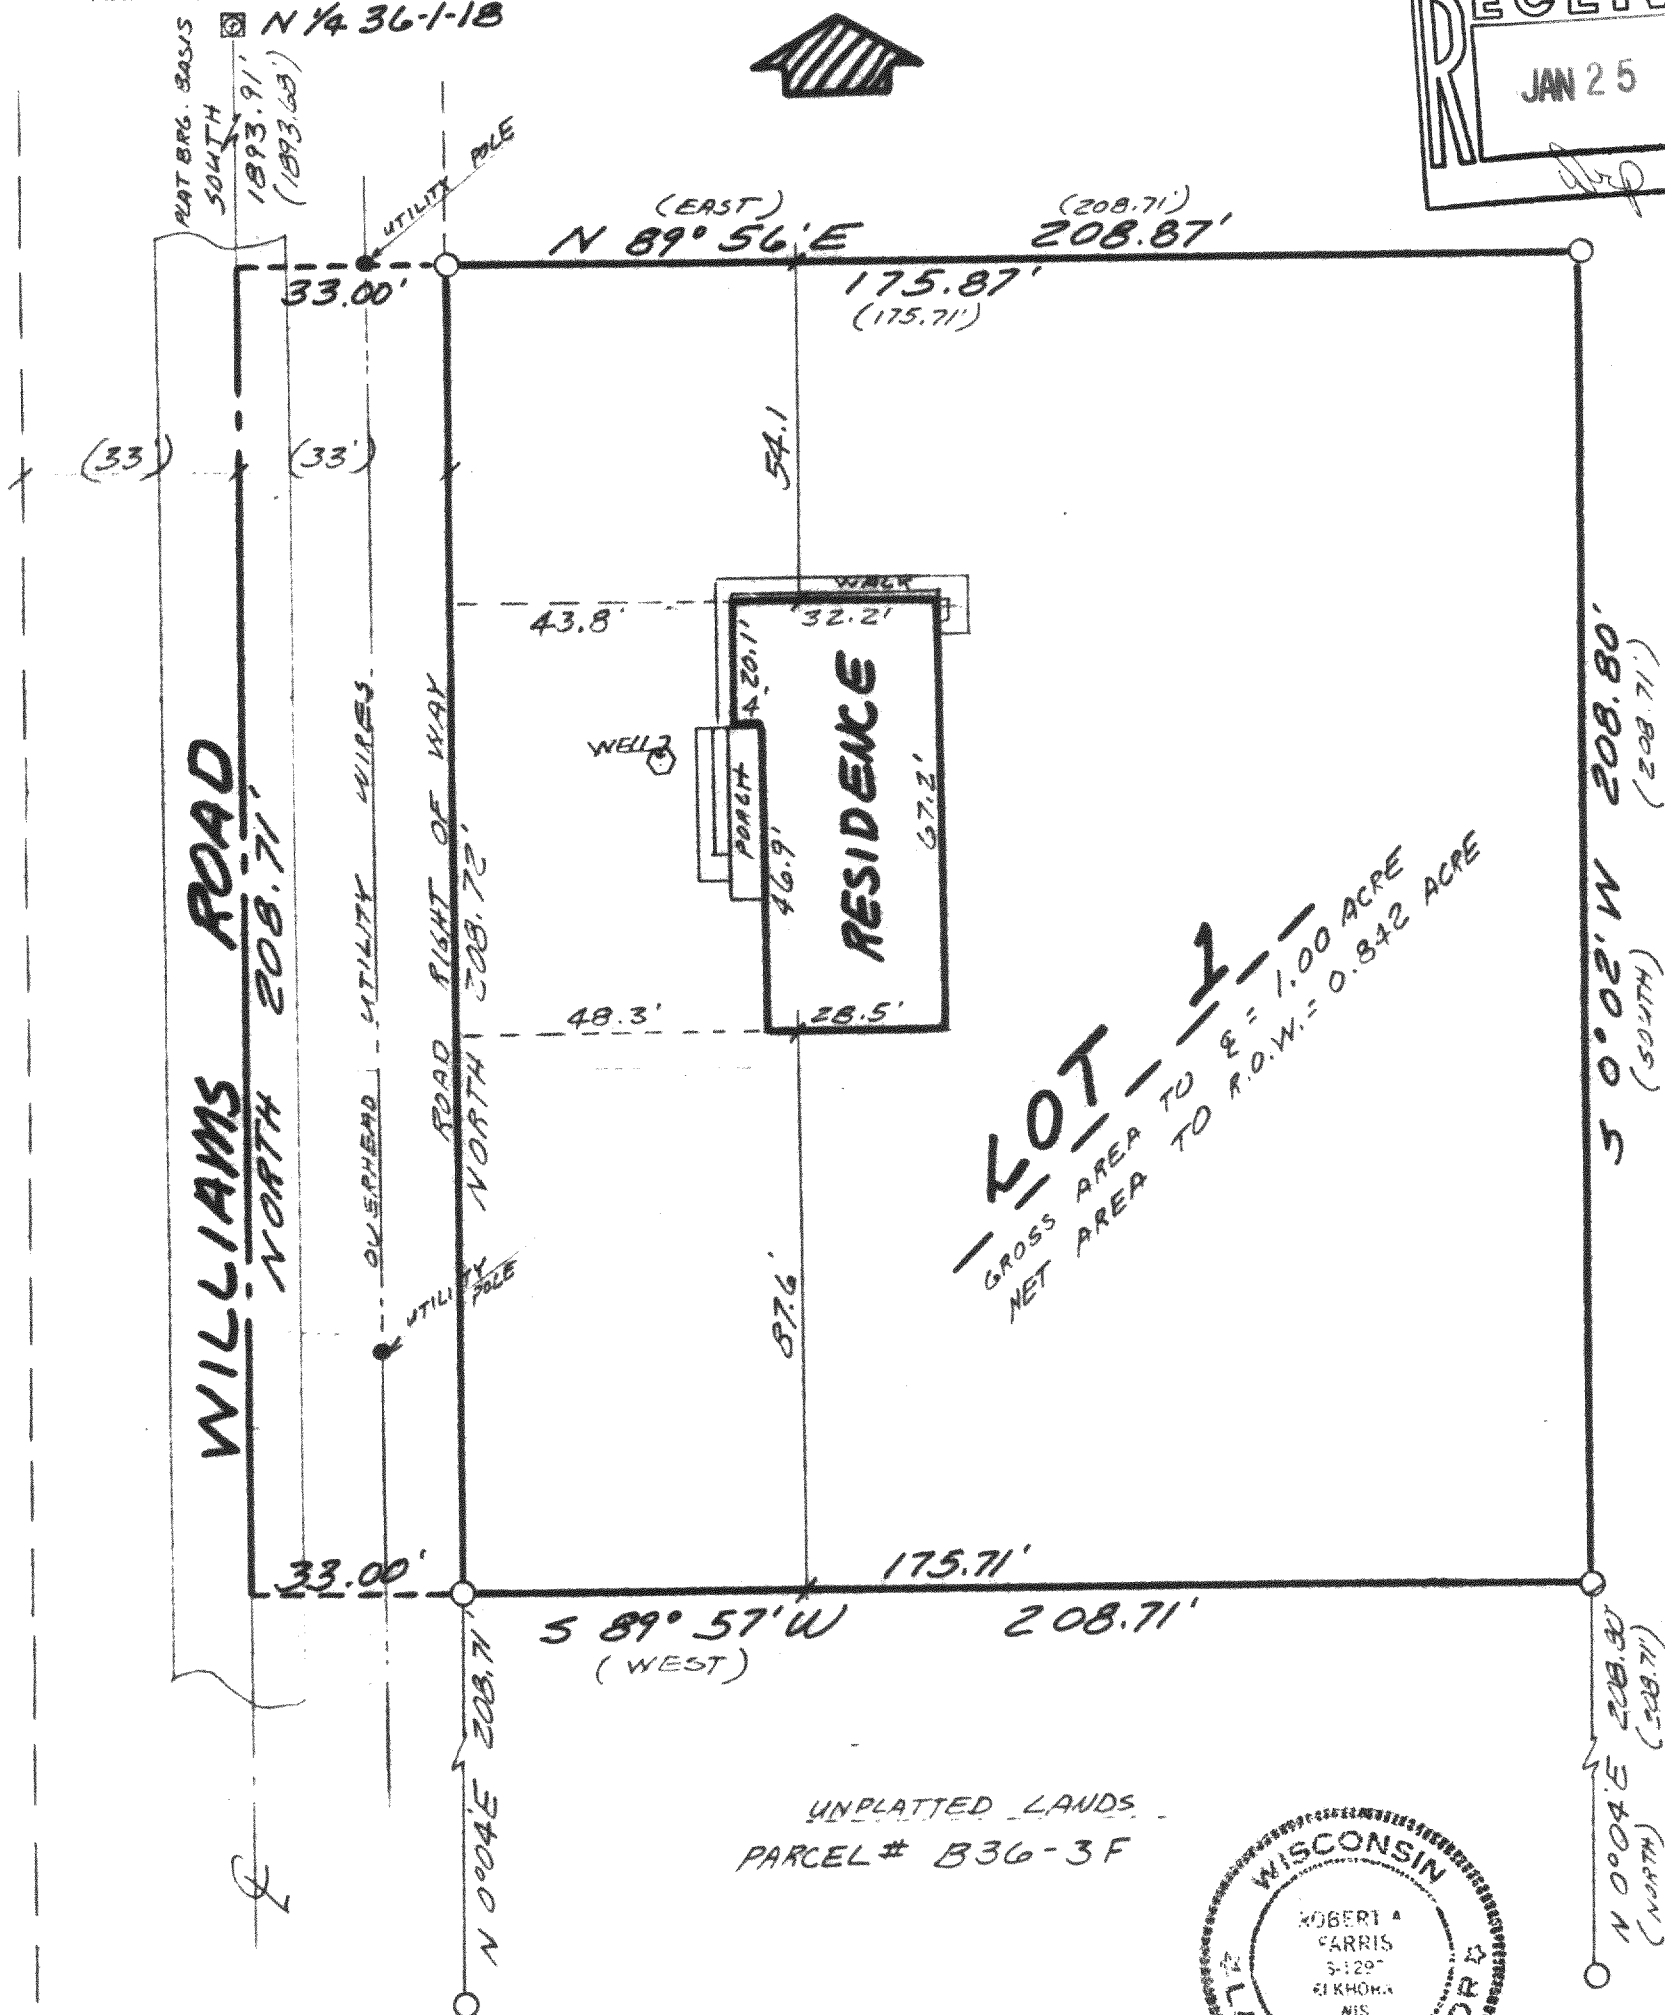 N 1/4 36-1-18
PLAT BRG. BASIS
SOUTH
1893.91'
(1893.63')
JAN 25
UTILITY POLE
(EAST)
N 89° 56' E
(208.71')
208.87'
33.00'
175.87'
(175.71')
(33')
(33')
54.1
WALK
43.8'
32.2'
20.1'
4.
WELL
PORCH
RESIDENCE
67.2'
46.9'
48.3'
28.5'
87.6'
WILLIAMS ROAD
NORTH 208.71'
OVERHEAD UTILITY WIRES
ROAD RIGHT OF WAY
NORTH 208.72'
UTILITY
POLE
LOT 1
GROSS AREA TO ℄ = 1.00 ACRE
NET AREA TO R.O.W. = 0.842 ACRE
S 0° 02' W 208.80'
(SOUTH) (208.71')
33.00'
175.71'
S 89° 57' W
208.71'
(WEST)
N 0°04'E 208.71'
N 0°04'E 208.80'
(NORTH) (208.71')
UNPLATTED LANDS
PARCEL # B36-3F
℄
WISCONSIN
ROBERT A
FARRIS
ELKHORN
WIS